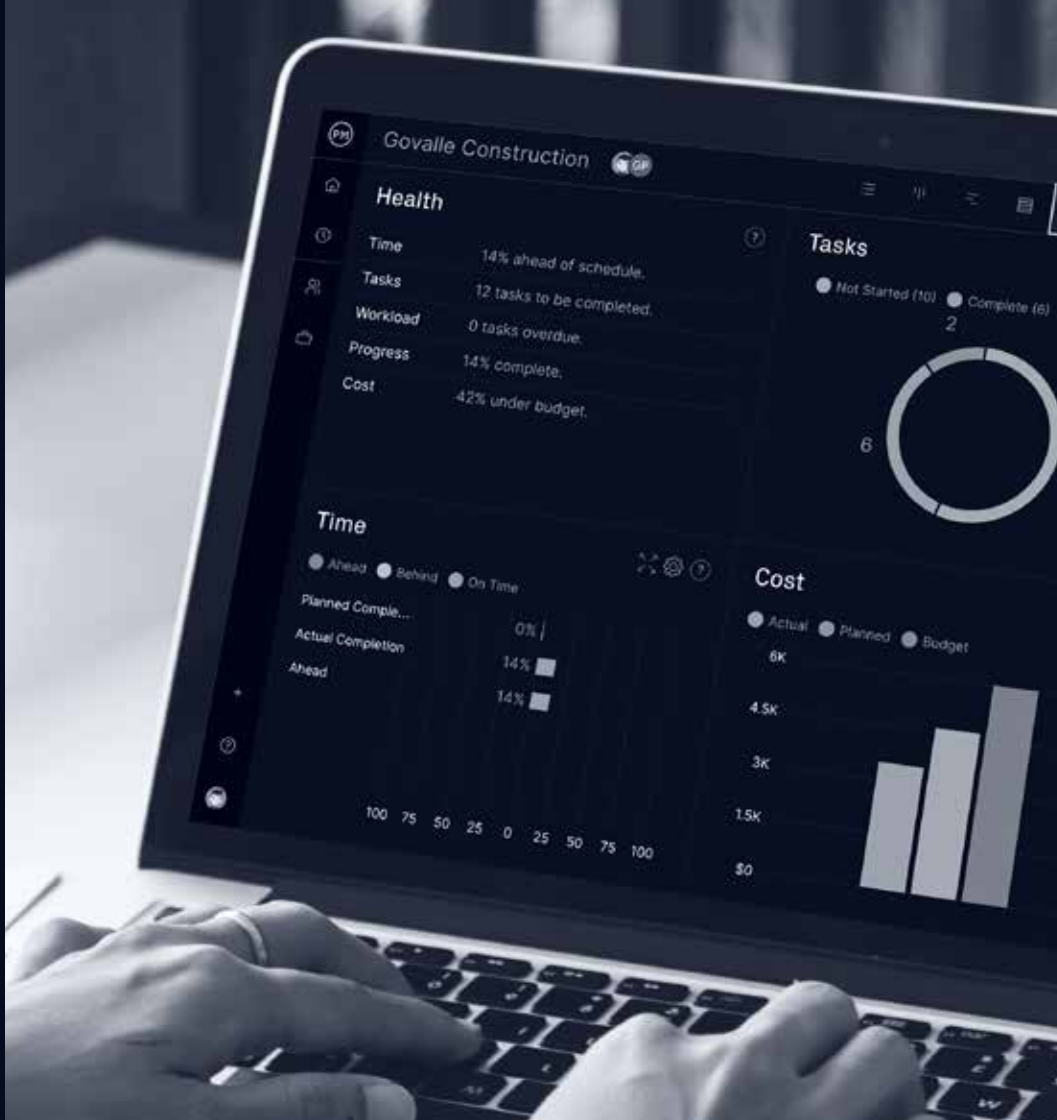 PM
Govalle Construction
GP
Health
Time 14% ahead of schedule.
Tasks 12 tasks to be completed.
Workload 0 tasks overdue.
Progress 14% complete.
Cost 42% under budget.
Tasks
Not Started (10) Complete (6)
2
6
Time
Ahead Behind On Time
Planned Comple...
0%
Actual Completion
14%
Ahead
14%
100 75 50 25 0 25 50 75 100
Cost
Actual Planned Budget
6K
4.5K
3K
1.5K
$0